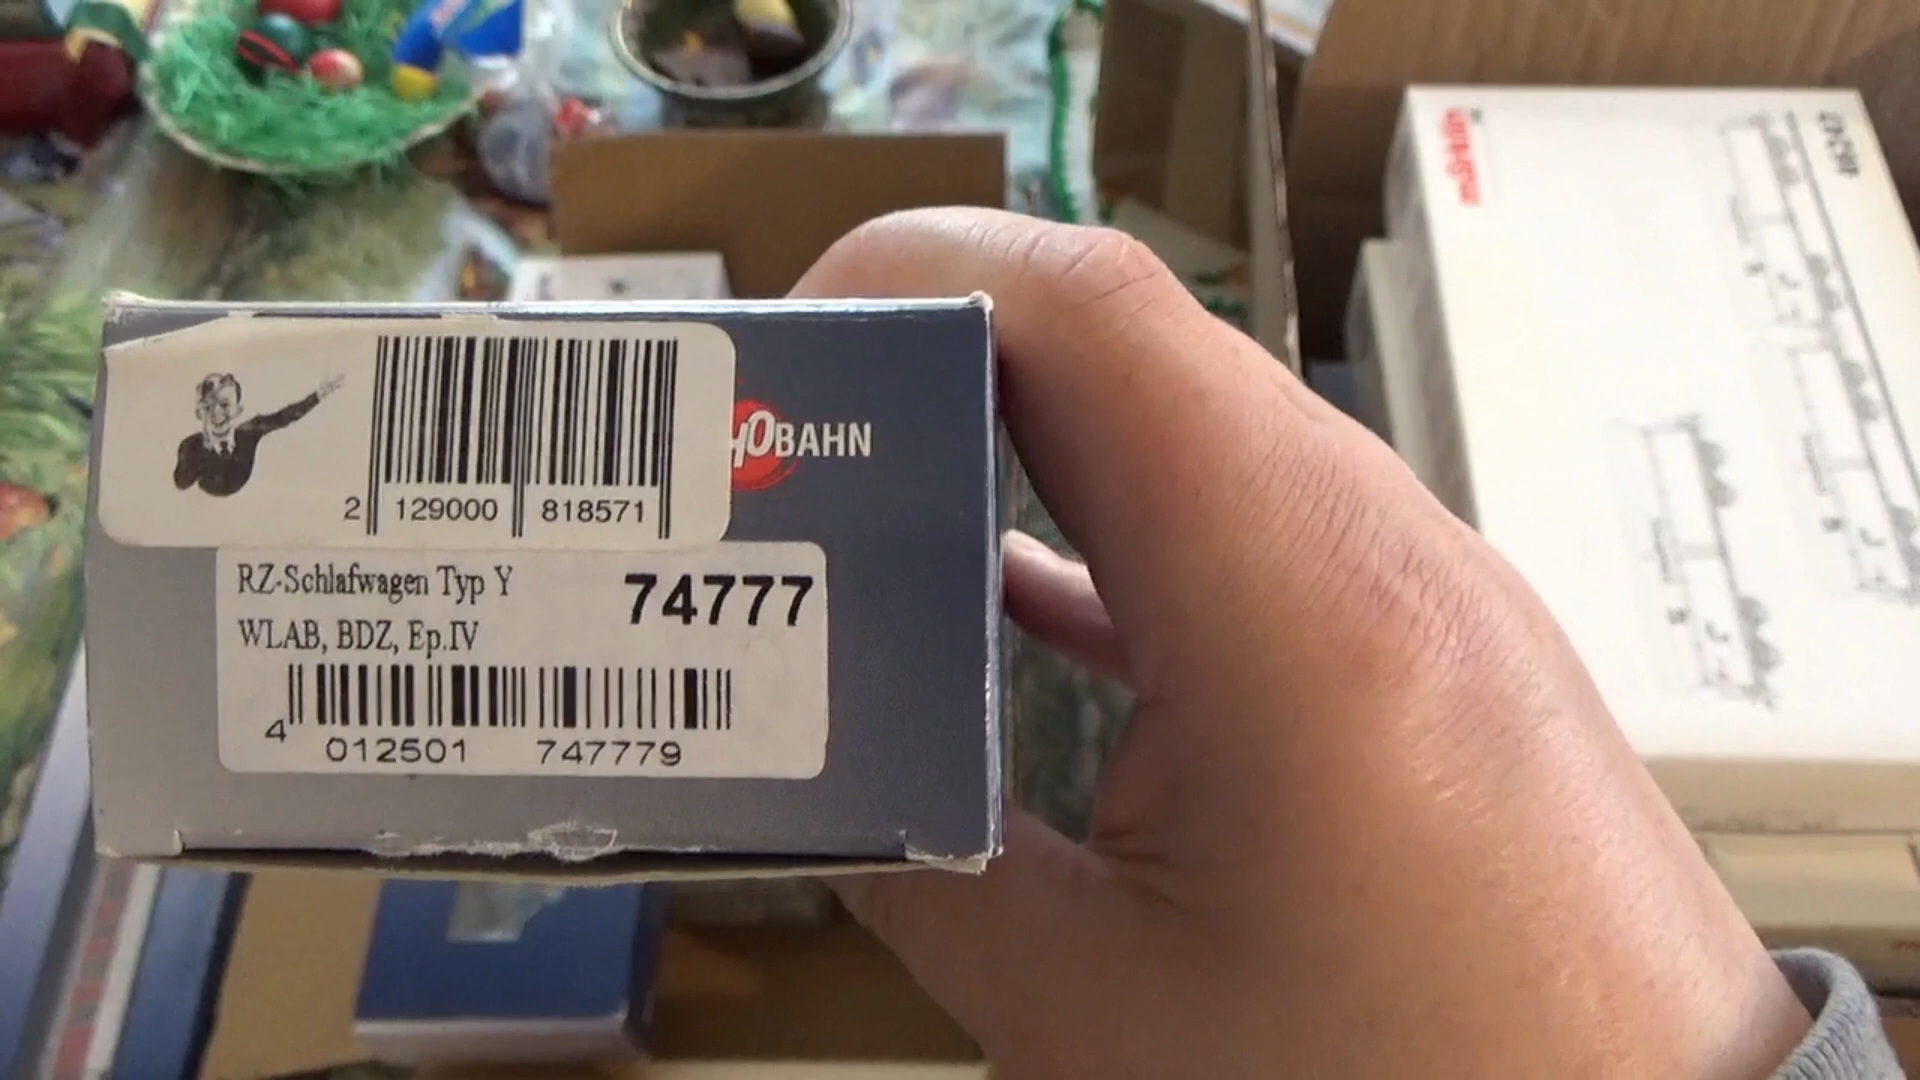 HOBAHN
2 129000 818571
RZ-Schlafwagen Typ Y
74777
WLAB, BDZ, Ep.IV
4 012501 747779
märklin